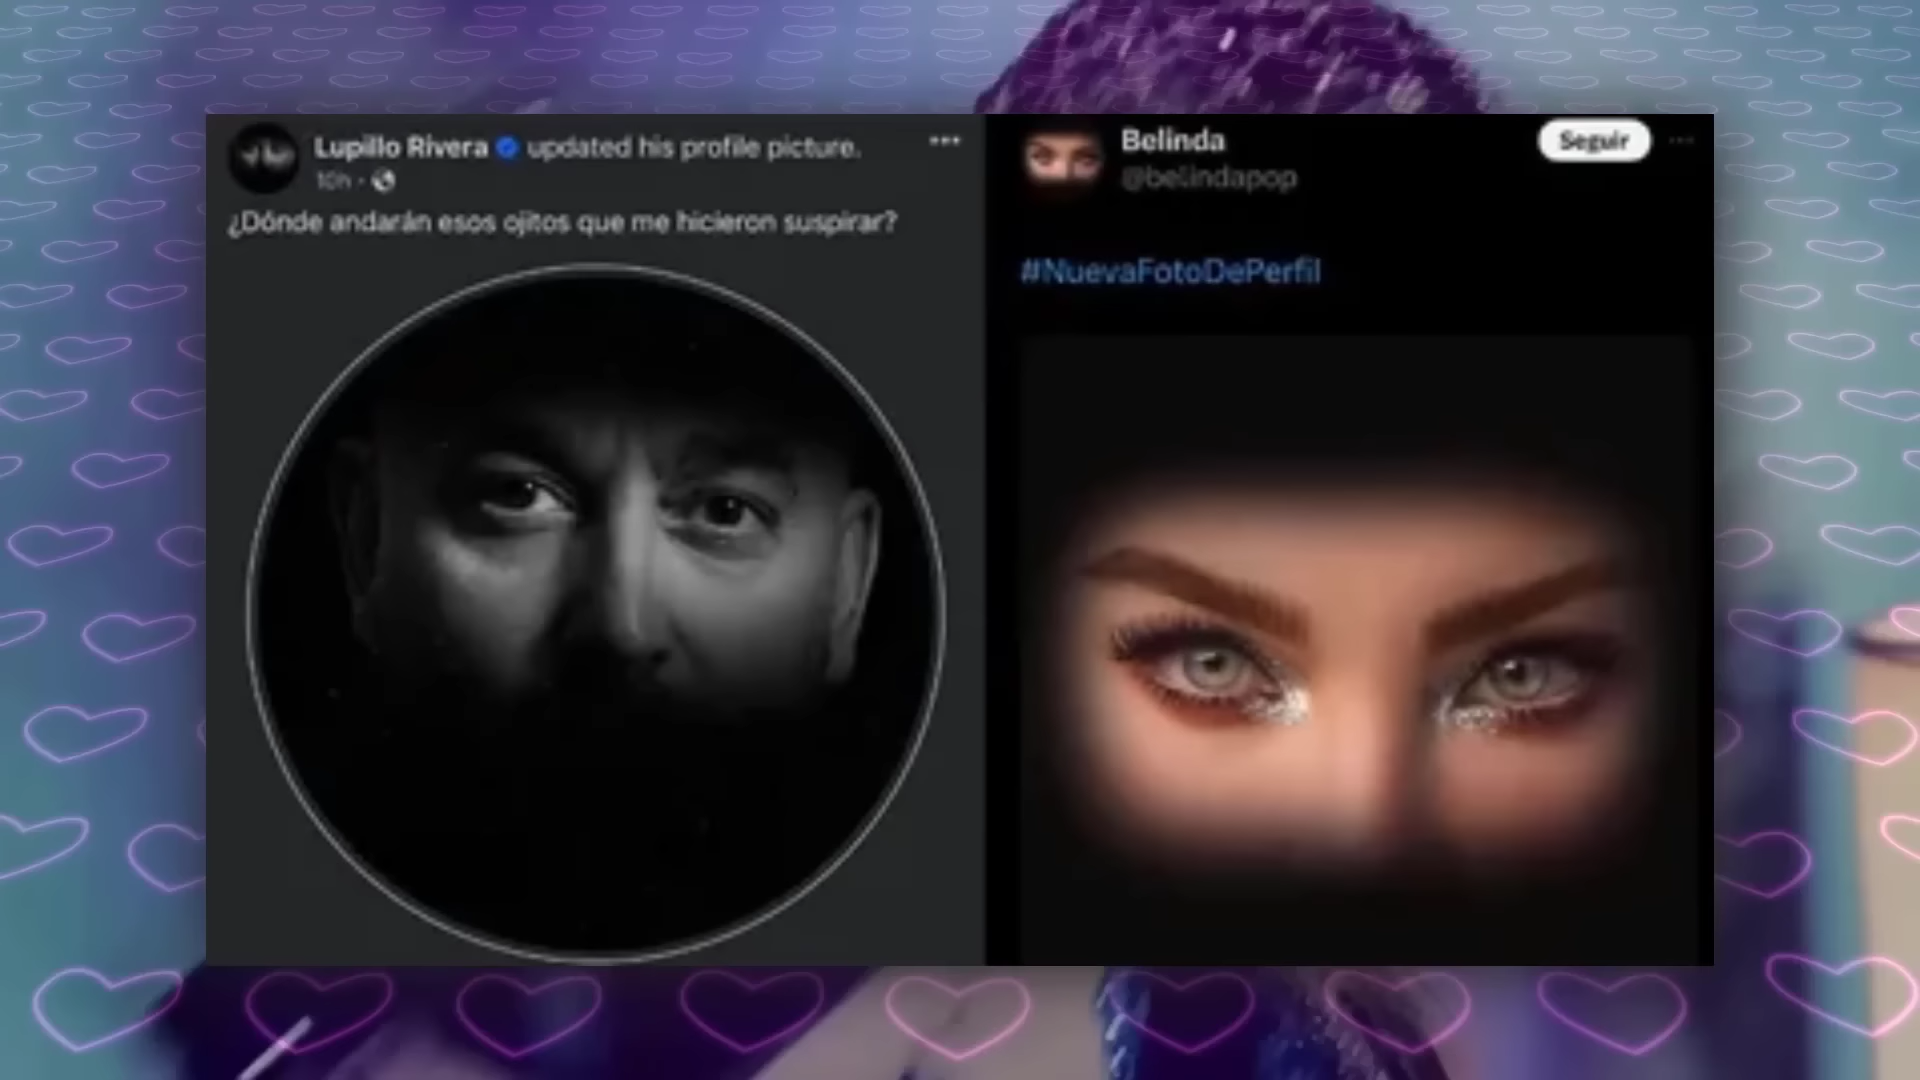 Lupillo Rivera updated his profile picture.
10h
¿Dónde andarán esos ojitos que me hicieron suspirar?
Belinda
@belindapop
Seguir
#NuevaFotoDePerfil